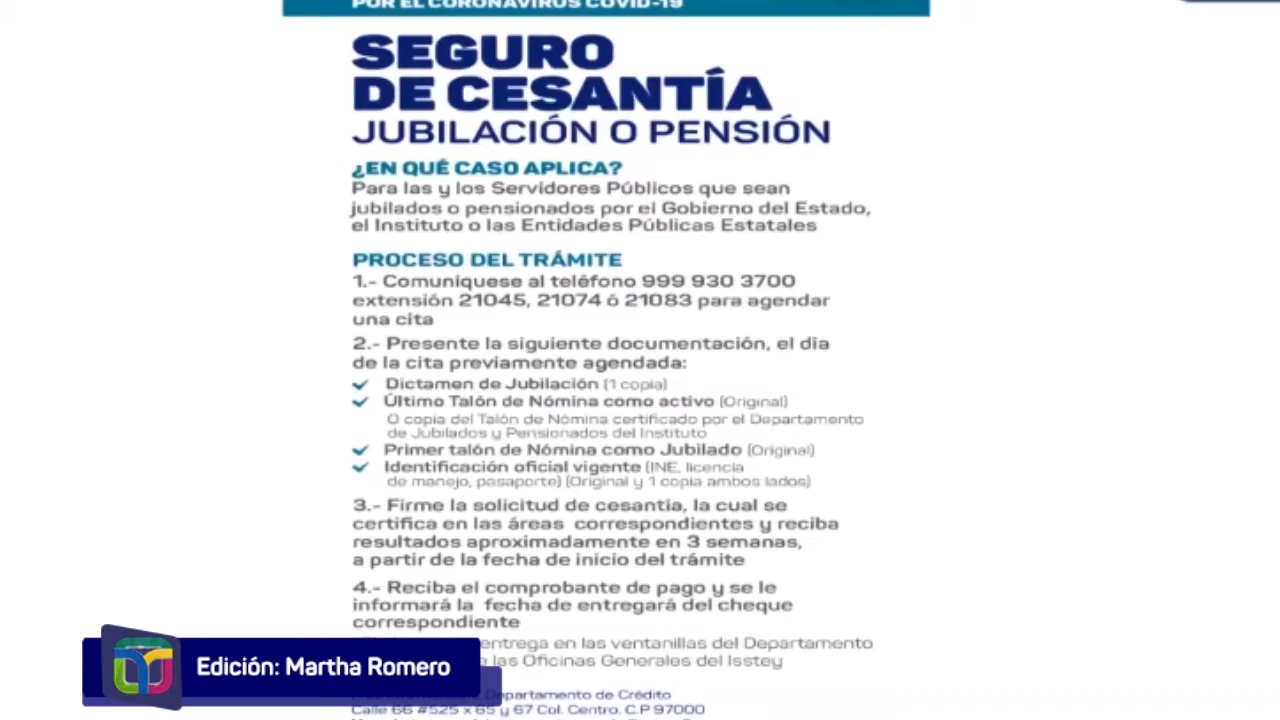 POR EL CORONAVIRUS COVID-19
SEGURO
DE CESANTÍA
JUBILACIÓN O PENSIÓN
¿EN QUÉ CASO APLICA?
Para las y los Servidores Públicos que sean
jubilados o pensionados por el Gobierno del Estado,
el Instituto o las Entidades Públicas Estatales
PROCESO DEL TRÁMITE
1.- Comuníquese al teléfono 999 930 3700
extensión 21045, 21074 ó 21083 para agendar
una cita
2.- Presente la siguiente documentación, el día
de la cita previamente agendada:
Dictamen de Jubilación (1 copia)
Último Talón de Nómina como activo (Original)
O copia del Talón de Nómina certificado por el Departamento
de Jubilados y Pensionados del Instituto
Primer talón de Nómina como Jubilado (Original)
Identificación oficial vigente (INE, licencia
de manejo, pasaporte) (Original y 1 copia ambos lados)
3.- Firme la solicitud de cesantía, la cual se
certifica en las áreas correspondientes y reciba
resultados aproximadamente en 3 semanas,
a partir de la fecha de inicio del trámite
4.- Reciba el comprobante de pago y se le
informará la fecha de entregará del cheque
correspondiente
entrega en las ventanillas del Departamento
las Oficinas Generales del Isstey
Edición: Martha Romero
Departamento de Crédito
Calle 66 #525 x 65 y 67 Col. Centro. C.P 97000